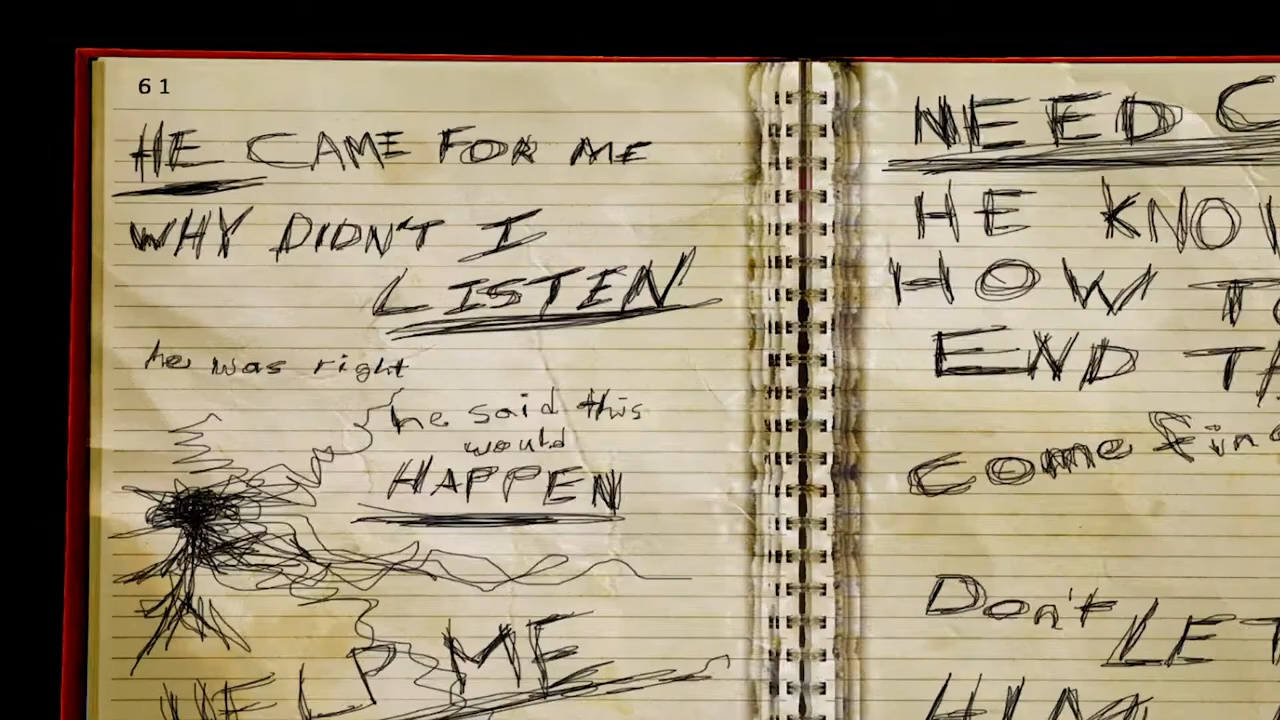 61
HE CAME FOR ME
WHY DIDN'T I
LISTEN
he was right
he said this
would
HAPPEN
HELP ME
NEED
HE
HOW
END
Come
Don't LET
HIM